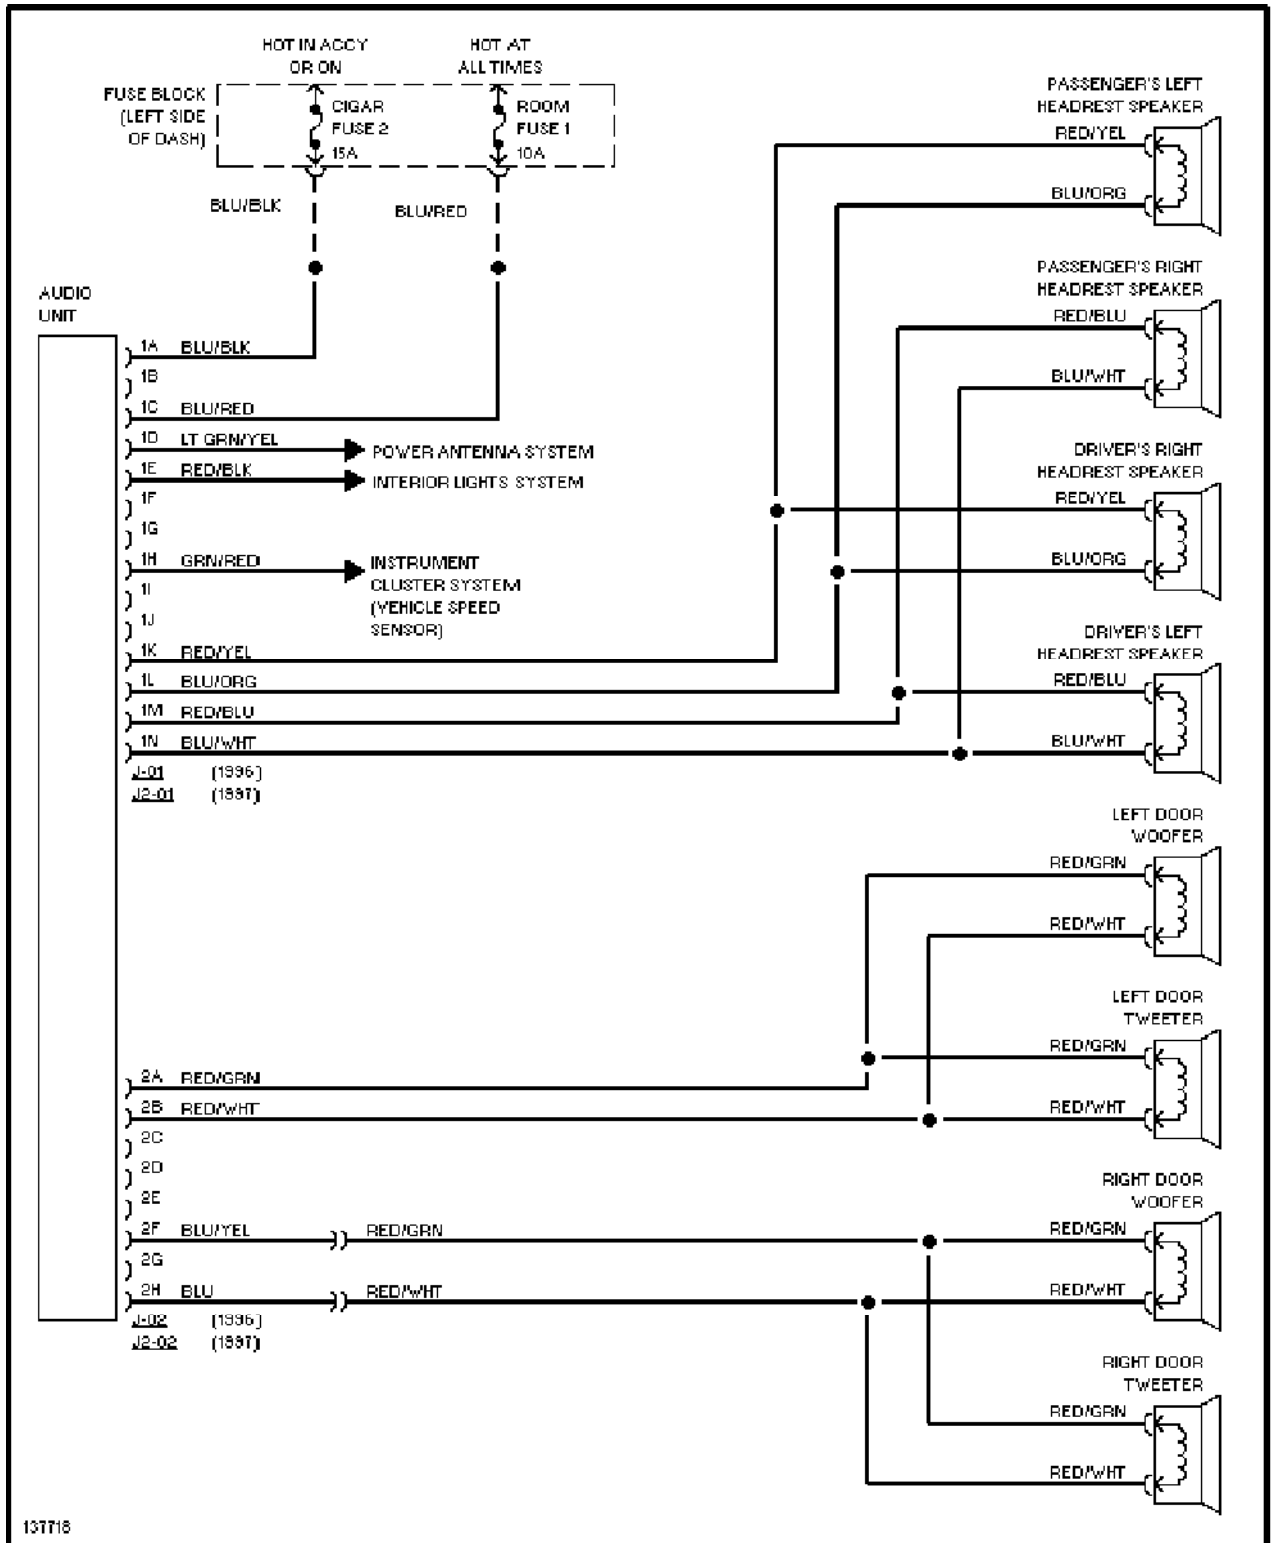 HOT IN ACCY
OR ON
HOT AT
ALL TIMES
FUSE BLOCK
(LEFT SIDE
OF DASH)
CIGAR
FUSE 2
15A
ROOM
FUSE 1
10A
BLU/BLK
BLU/RED
AUDIO
UNIT
1A BLU/BLK
1B
1C BLU/RED
1D LT GRN/YEL
POWER ANTENNA SYSTEM
1E RED/BLK
INTERIOR LIGHTS SYSTEM
1F
1G
1H GRN/RED
INSTRUMENT
CLUSTER SYSTEM
(VEHICLE SPEED
SENSOR)
1I
1J
1K RED/YEL
1L BLU/ORG
1M RED/BLU
1N BLU/WHT
J-01 (1996)
J2-01 (1997)
2A RED/GRN
2B RED/WHT
2C
2D
2E
2F BLU/YEL RED/GRN
2G
2H BLU RED/WHT
J-02 (1996)
J2-02 (1997)
PASSENGER'S LEFT
HEADREST SPEAKER
RED/YEL
BLU/ORG
PASSENGER'S RIGHT
HEADREST SPEAKER
RED/BLU
BLU/WHT
DRIVER'S RIGHT
HEADREST SPEAKER
RED/YEL
BLU/ORG
DRIVER'S LEFT
HEADREST SPEAKER
RED/BLU
BLU/WHT
LEFT DOOR
WOOFER
RED/GRN
RED/WHT
LEFT DOOR
TWEETER
RED/GRN
RED/WHT
RIGHT DOOR
WOOFER
RED/GRN
RED/WHT
RIGHT DOOR
TWEETER
RED/GRN
RED/WHT
137718